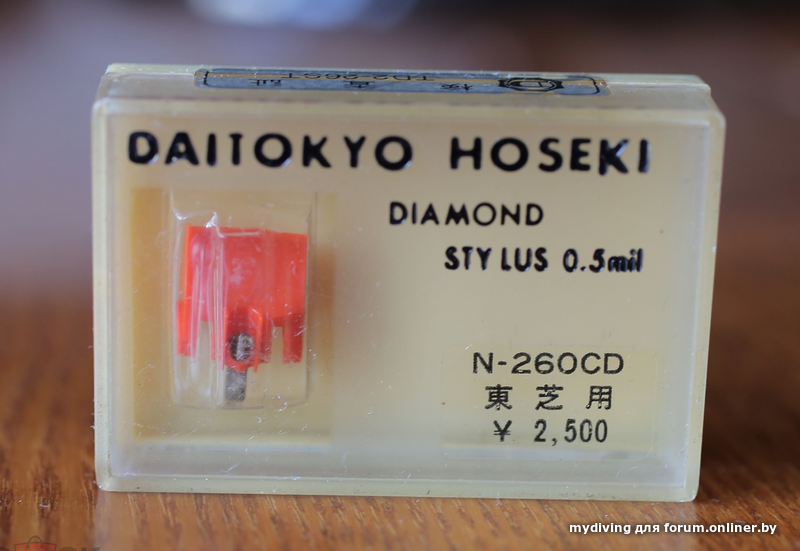 DAITOKYO HOSEKI
DIAMOND
STYLUS 0.5mil
N-260CD
東芝用
¥ 2,500
mydiving для forum.onliner.by